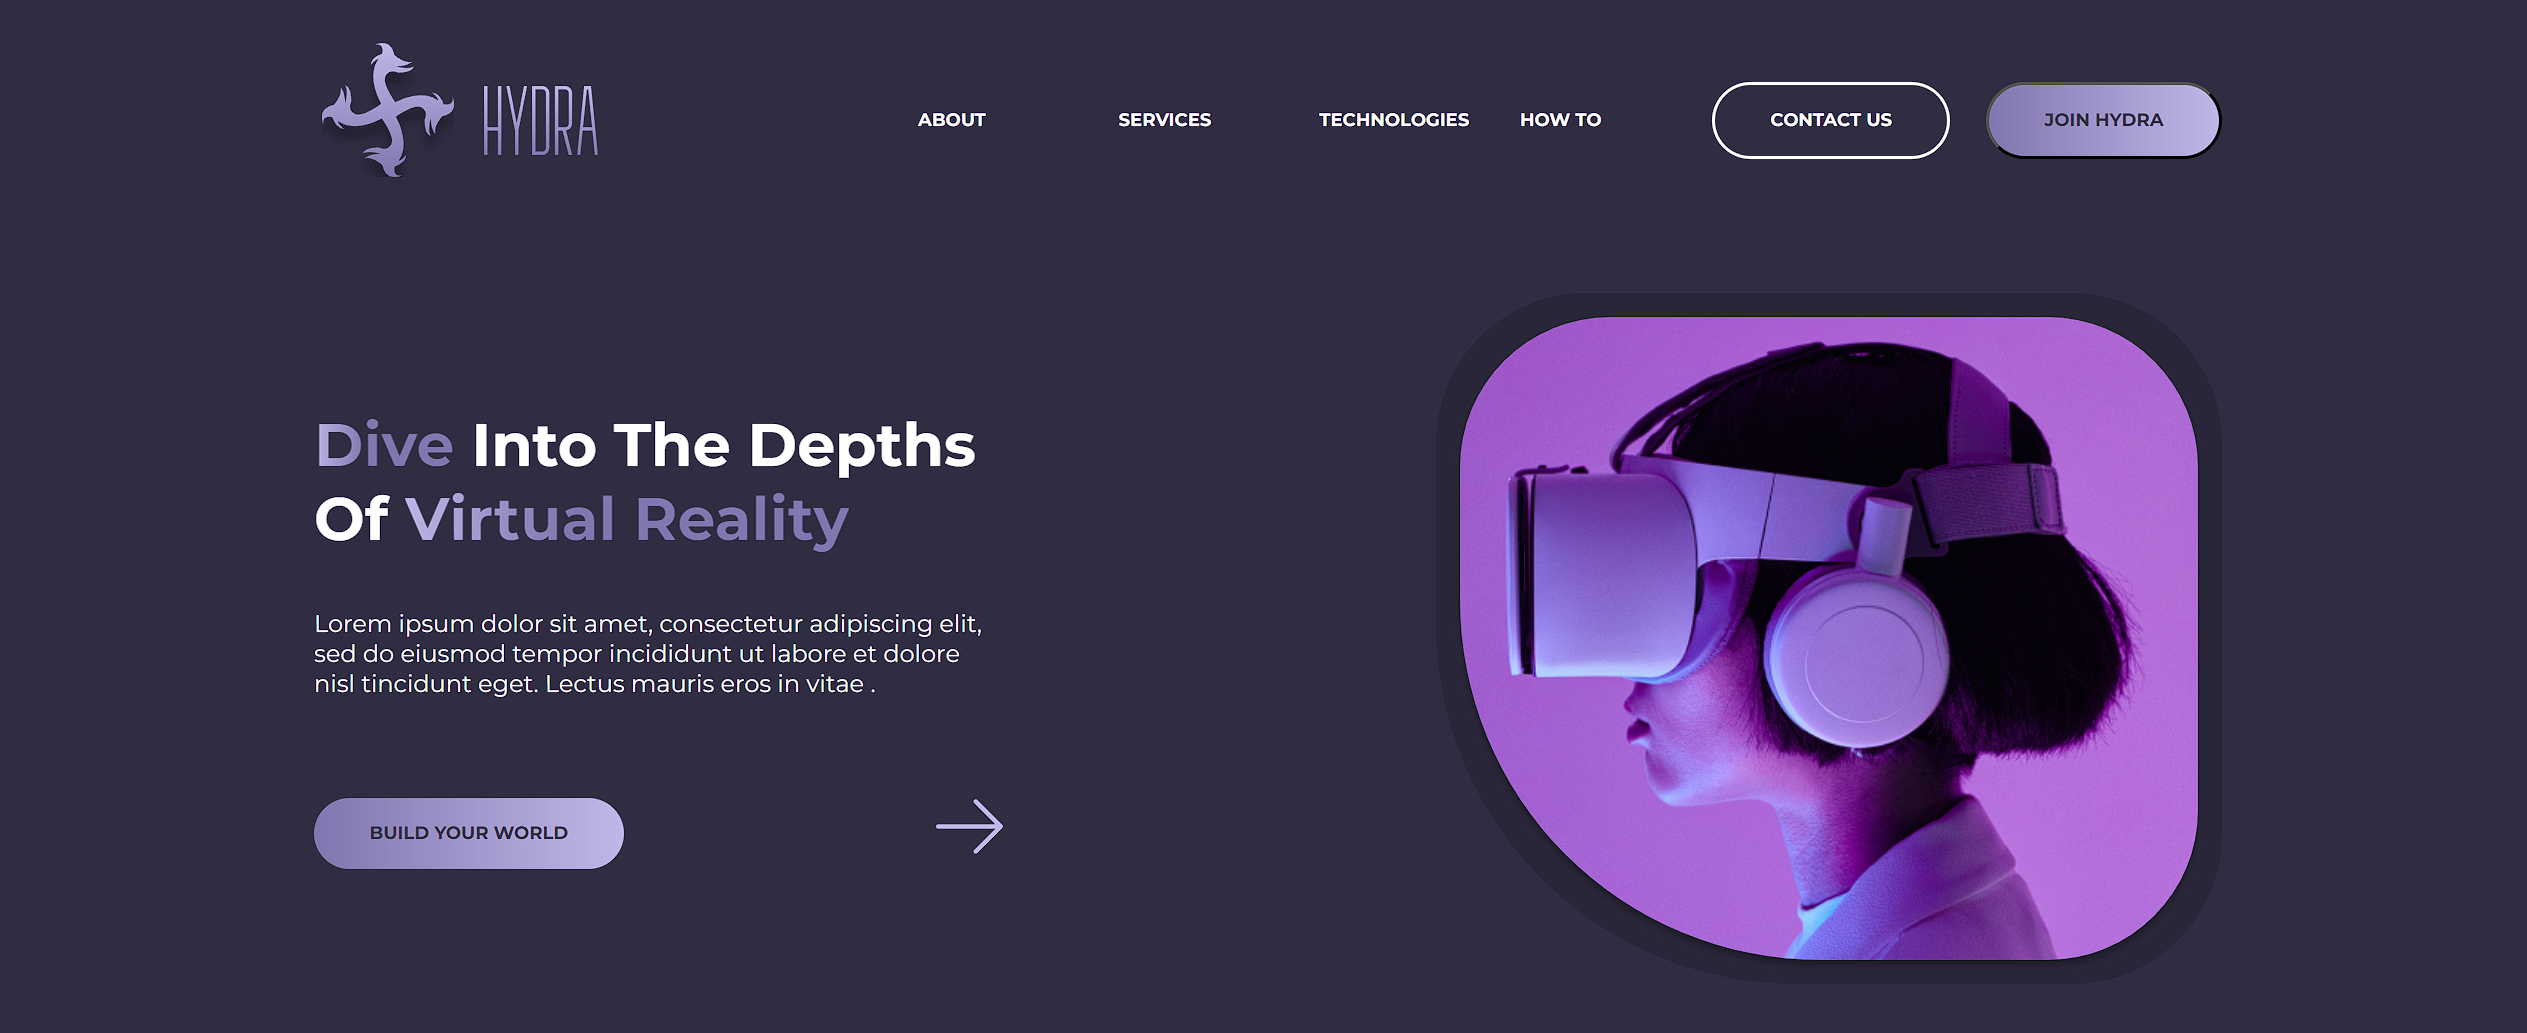 HYDRA
ABOUT SERVICES TECHNOLOGIES HOW TO CONTACT US JOIN HYDRA
Dive Into The Depths
Of Virtual Reality
Lorem ipsum dolor sit amet, consectetur adipiscing elit,
sed do eiusmod tempor incididunt ut labore et dolore
nisl tincidunt eget. Lectus mauris eros in vitae .
BUILD YOUR WORLD